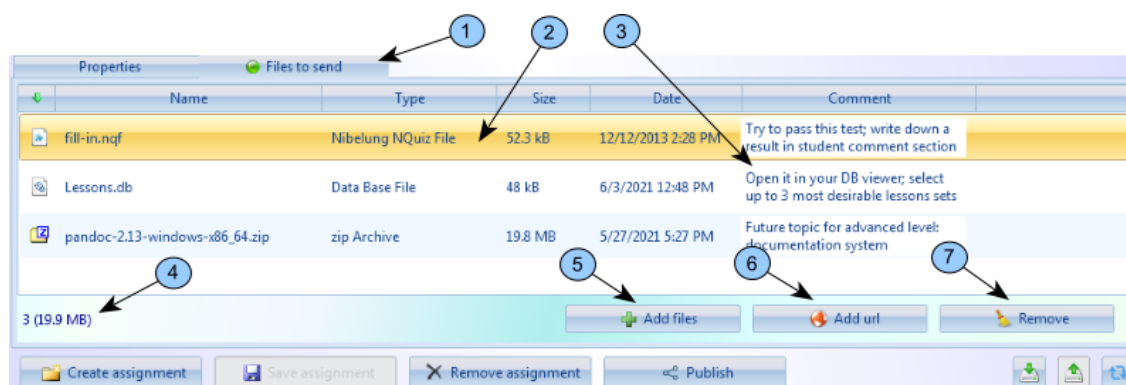 1 2 3
Properties Files to send
Name Type Size Date Comment
fill-in.nqf Nibelung NQuiz File 52.3 kB 12/12/2013 2:28 PM Try to pass this test; write down a
result in student comment section
Lessons.db Data Base File 48 kB 6/3/2021 12:48 PM Open it in your DB viewer; select
up to 3 most desirable lessons sets
pandoc-2.13-windows-x86_64.zip zip Archive 19.8 MB 5/27/2021 5:27 PM Future topic for advanced level:
documentation system
4 5 6 7
3 (19.9 MB) Add files Add url Remove
Create assignment Save assignment Remove assignment Publish